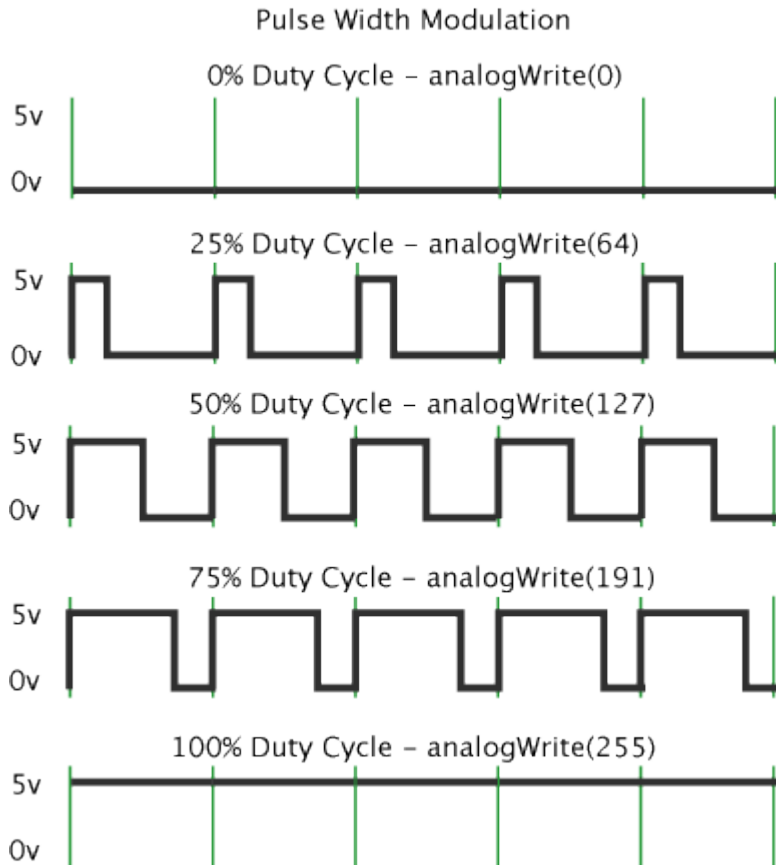 Pulse Width Modulation
0% Duty Cycle – analogWrite(0)
5v
0v
25% Duty Cycle – analogWrite(64)
5v
0v
50% Duty Cycle – analogWrite(127)
5v
0v
75% Duty Cycle – analogWrite(191)
5v
0v
100% Duty Cycle – analogWrite(255)
5v
0v